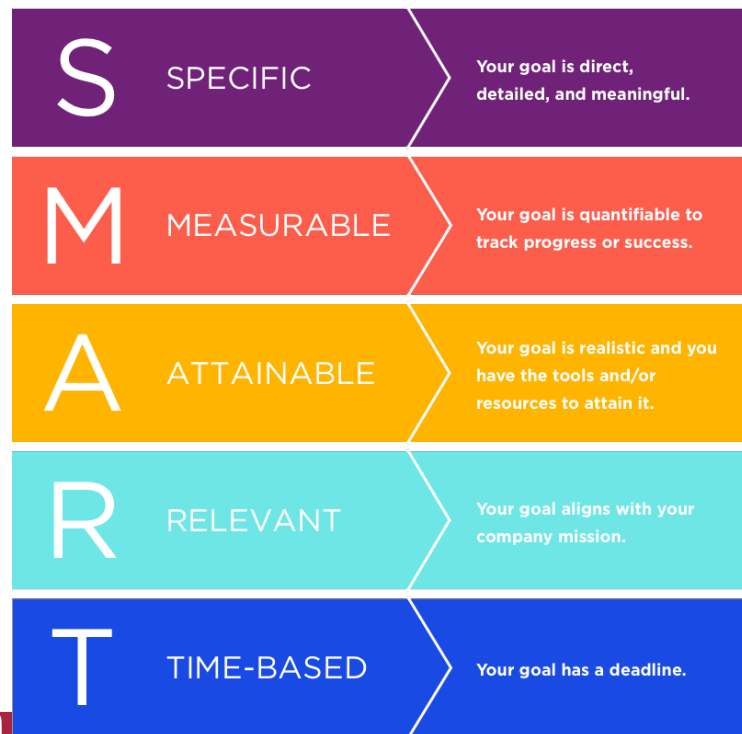 S
SPECIFIC
Your goal is direct,
detailed, and meaningful.
M
MEASURABLE
Your goal is quantifiable to
track progress or success.
A
ATTAINABLE
Your goal is realistic and you
have the tools and/or
resources to attain it.
R
RELEVANT
Your goal aligns with your
company mission.
T
TIME-BASED
Your goal has a deadline.